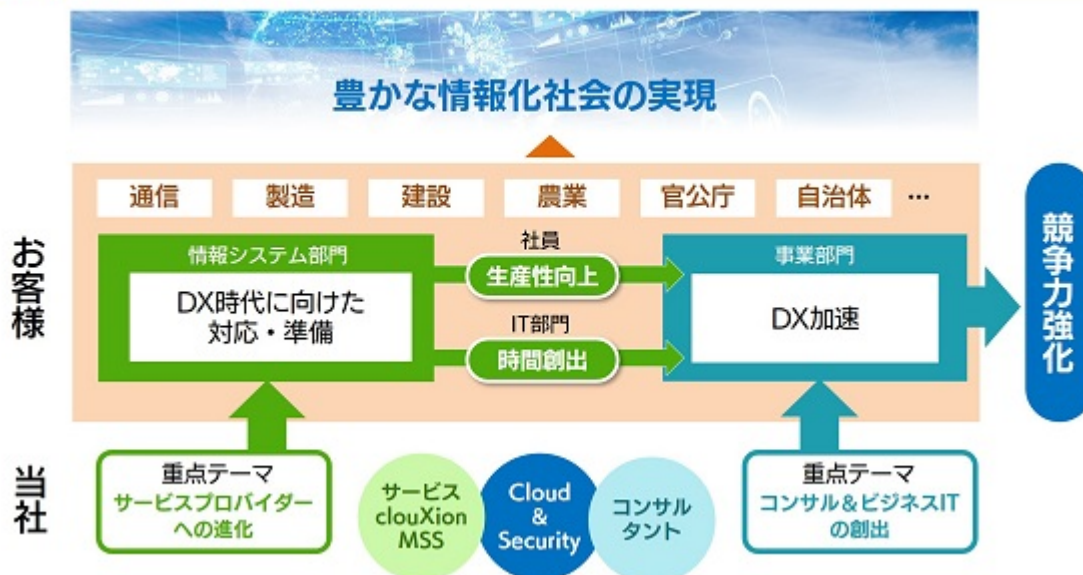 豊かな情報化社会の実現
通信 製造 建設 農業 官公庁 自治体 …
お客様
情報システム部門
DX時代に向けた
対応・準備
社員
生産性向上
IT部門
時間創出
事業部門
DX加速
競争力強化
当社
重点テーマ
サービスプロバイダー
への進化
サービス
clouXion
MSS
Cloud
&
Security
コンサル
タント
重点テーマ
コンサル&ビジネスIT
の創出